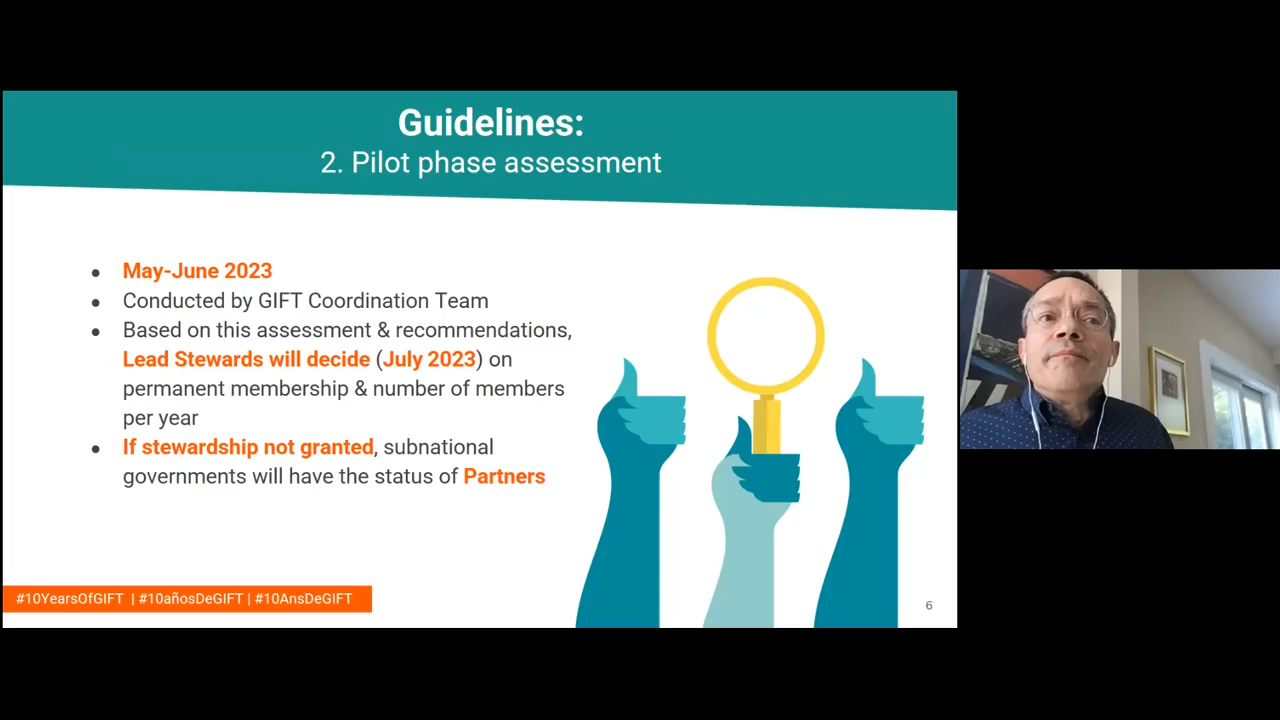 Guidelines:
2. Pilot phase assessment
● May-June 2023
● Conducted by GIFT Coordination Team
● Based on this assessment & recommendations,
Lead Stewards will decide (July 2023) on
permanent membership & number of members
per year
● If stewardship not granted, subnational
governments will have the status of Partners
#10YearsOfGIFT | #10añosDeGIFT | #10AnsDeGIFT
6